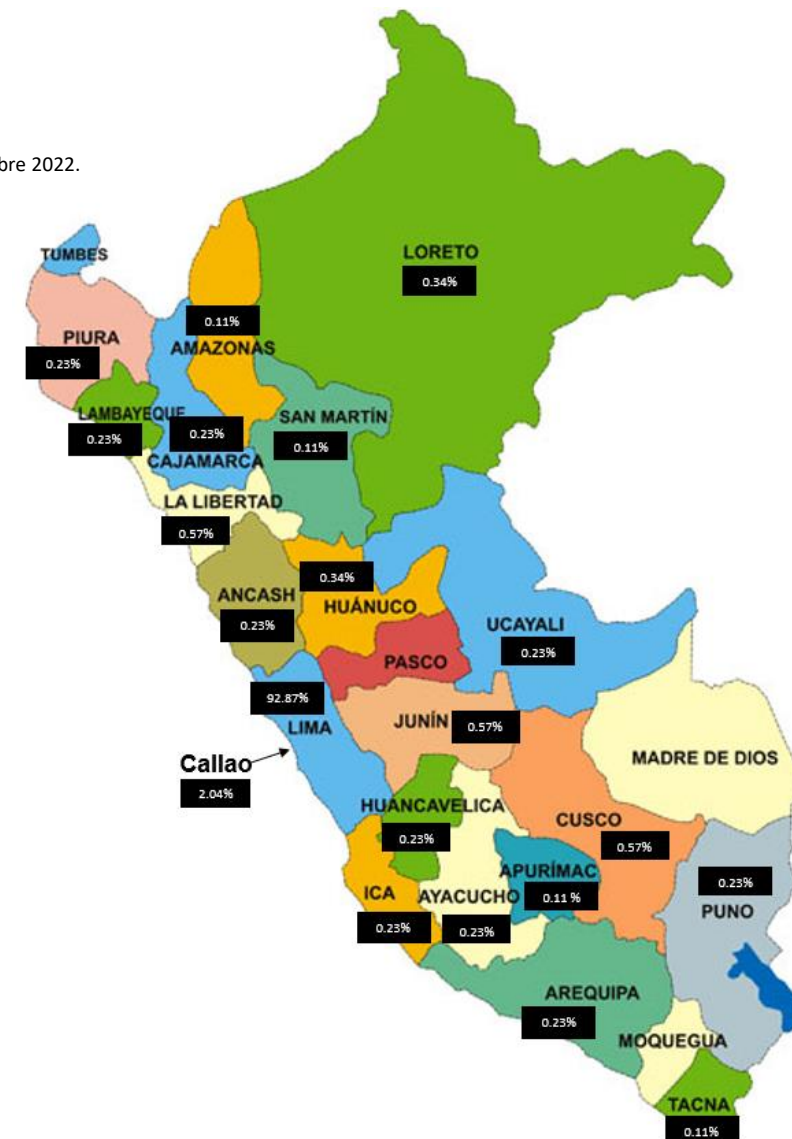 bre 2022.
TUMBES
LORETO
0.34%
0.11%
PIURA
AMAZONAS
0.23%
LAMBAYEQUE
SAN MARTÍN
0.23%
0.23%
0.11%
CAJAMARCA
LA LIBERTAD
0.57%
0.34%
ANCASH
HUÁNUCO
0.23%
UCAYALI
0.23%
PASCO
92.87%
LIMA
JUNÍN
0.57%
Callao
2.04%
MADRE DE DIOS
HUANCAVELICA
0.23%
CUSCO
0.57%
APURÍMAC
0.11 %
ICA
AYACUCHO
0.23%
0.23%
0.23%
PUNO
AREQUIPA
0.23%
MOQUEGUA
TACNA
0.11%